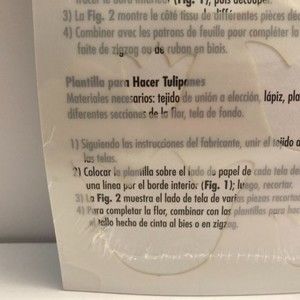 tracer le bord intérieur (Fig. 1), puis découper.
3) La Fig. 2 montre le côté tissu de différentes pièces déc
4) Combiner avec les patrons de feuille pour compléter la
faite de zigzag ou de ruban en biais.
Plantilla para Hacer Tulipanes
Materiales necesarios: tejido de unión a elección, lápiz, pla
diferentes secciones de la flor, tela de fondo.
1) Siguiendo las instrucciones del fabricante, unir el tejido a
las telas.
2) Colocar la plantilla sobre el lado de papel de cada tela de
una línea por el borde interior (Fig. 1); luego, recortar.
3) La Fig. 2 muestra el lado de tela de varias piezas recortad
4) Para completar la flor, combinar con las plantillas para hac
el tallo hecho de cinta al bies o en zigzag.